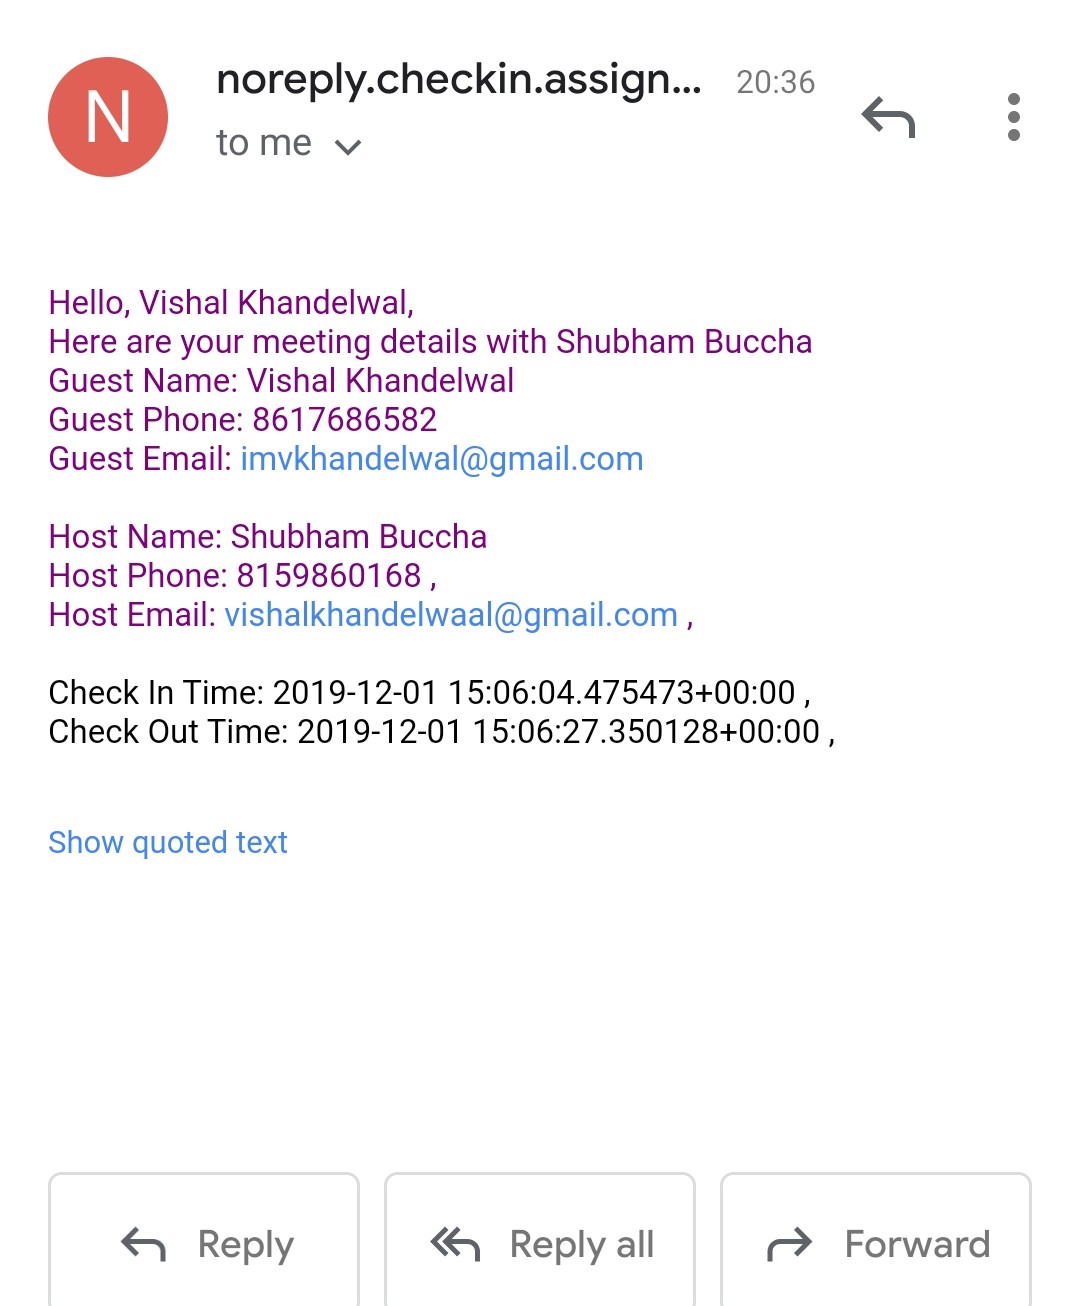 N
noreply.checkin.assign... 20:36
to me
Hello, Vishal Khandelwal,
Here are your meeting details with Shubham Buccha
Guest Name: Vishal Khandelwal
Guest Phone: 8617686582
Guest Email: imvkhandelwal@gmail.com
Host Name: Shubham Buccha
Host Phone: 8159860168 ,
Host Email: vishalkhandelwaal@gmail.com ,
Check In Time: 2019-12-01 15:06:04.475473+00:00 ,
Check Out Time: 2019-12-01 15:06:27.350128+00:00 ,
Show quoted text
Reply Reply all Forward